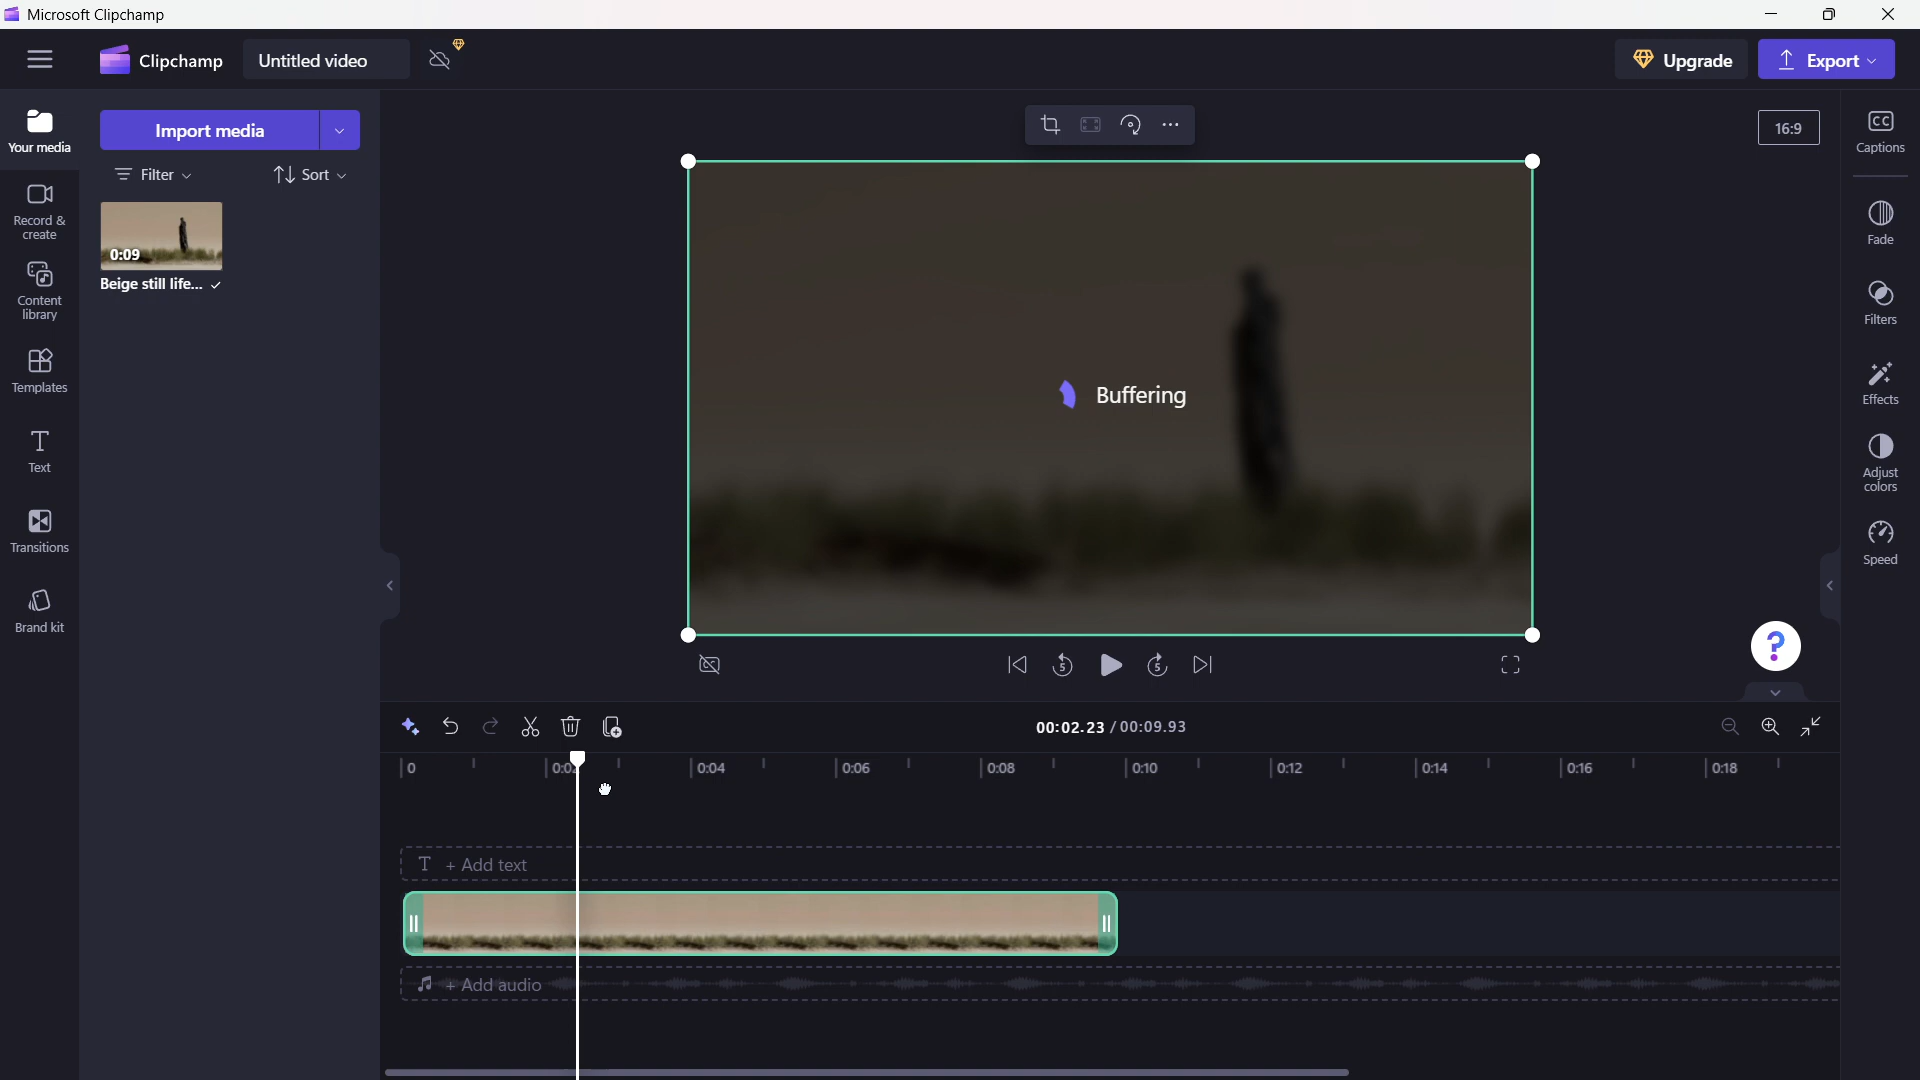 Microsoft Clipchamp
Clipchamp
Untitled video
Upgrade
Export
Your media
Record &
create
Content
library
Templates
Text
Transitions
Brand kit
Import media
Filter
Sort
0:09
Beige still life...
16:9
Buffering
5
5
CC
Captions
Fade
Filters
Effects
Adjust
colors
Speed
?
00:02.23 / 00:09.93
0
0:04
0:06
0:08
0:10
0:12
0:14
0:16
0:18
T + Add text
+ Add audio